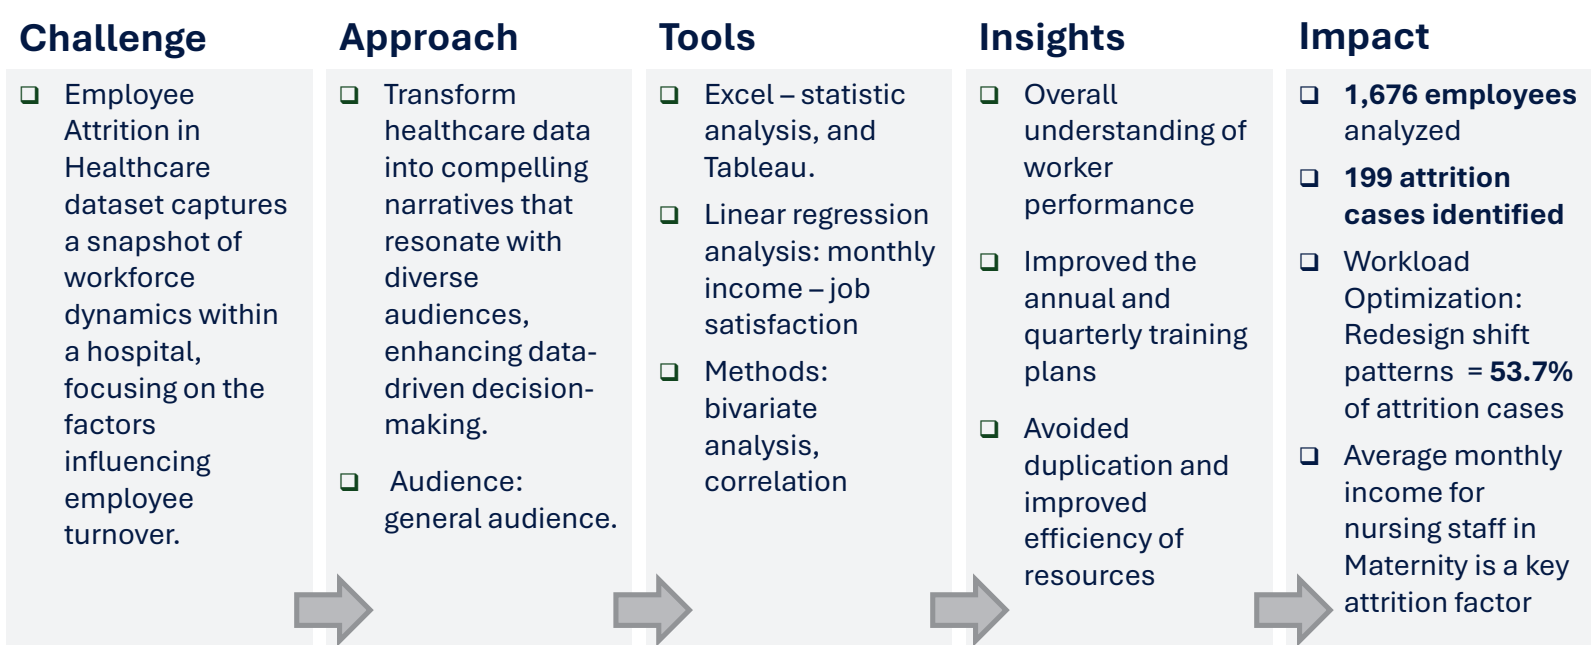 Challenge
Employee
Attrition in
Healthcare
dataset captures
a snapshot of
workforce
dynamics within
a hospital,
focusing on the
factors
influencing
employee
turnover.
Approach
Transform
healthcare data
into compelling
narratives that
resonate with
diverse
audiences,
enhancing data-
driven decision-
making.
Audience:
general audience.
Tools
Excel – statistic
analysis, and
Tableau.
Linear regression
analysis: monthly
income – job
satisfaction
Methods:
bivariate
analysis,
correlation
Insights
Overall
understanding of
worker
performance
Improved the
annual and
quarterly training
plans
Avoided
duplication and
improved
efficiency of
resources
Impact
1,676 employees
analyzed
199 attrition
cases identified
Workload
Optimization:
Redesign shift
patterns = 53.7%
of attrition cases
Average monthly
income for
nursing staff in
Maternity is a key
attrition factor